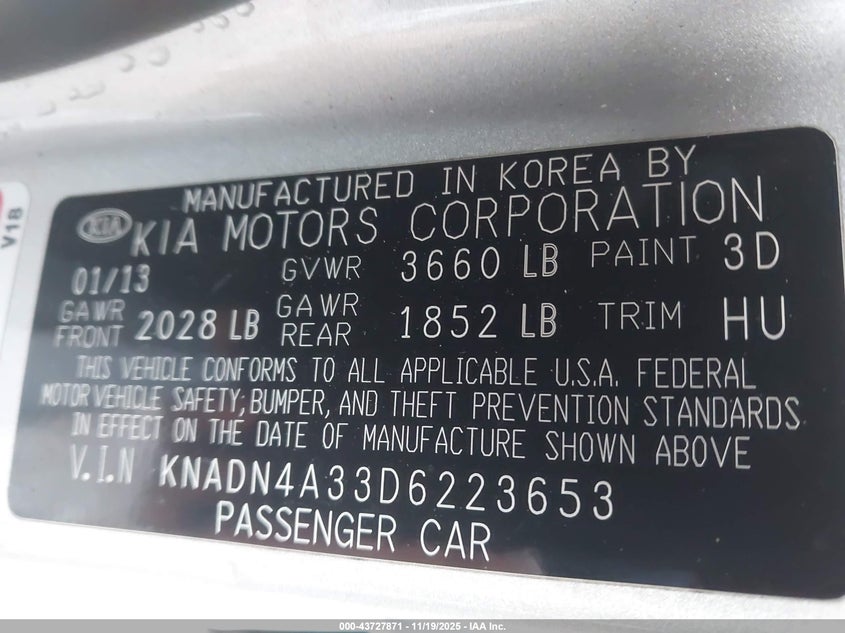 MANUFACTURED IN KOREA BY
KIA KIA MOTORS CORPORATION
01/13 GVWR 3660 LB PAINT 3D
GAWR FRONT 2028 LB GAWR REAR 1852 LB TRIM HU
THIS VEHICLE CONFORMS TO ALL APPLICABLE U.S.A. FEDERAL
MOTOR VEHICLE SAFETY, BUMPER, AND THEFT PREVENTION STANDARDS
IN EFFECT ON THE DATE OF MANUFACTURE SHOWN ABOVE
V.I.N KNADN4A33D6223653
PASSENGER CAR
V18
000-43727871 - 11/19/2025 - IAA Inc.